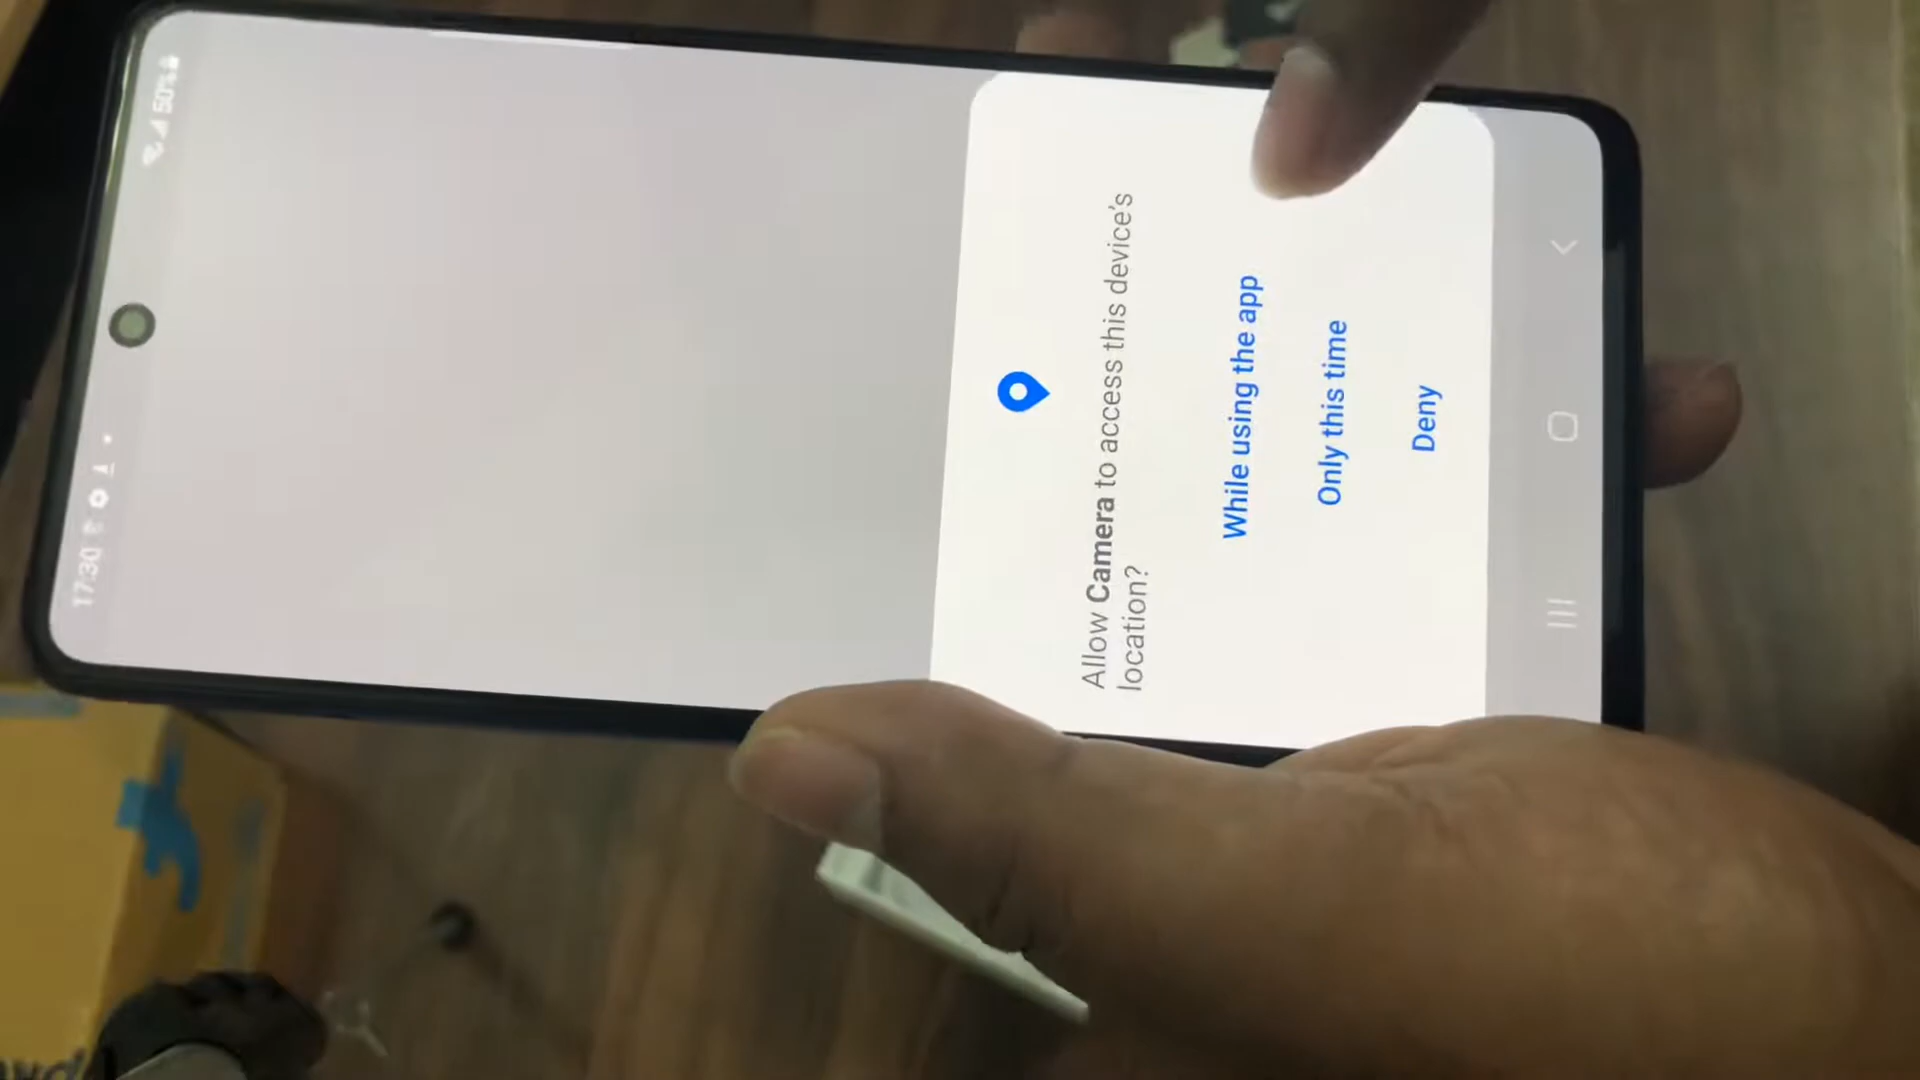 17:30
50%
Allow Camera to access this device's
location?
While using the app
Only this time
Deny